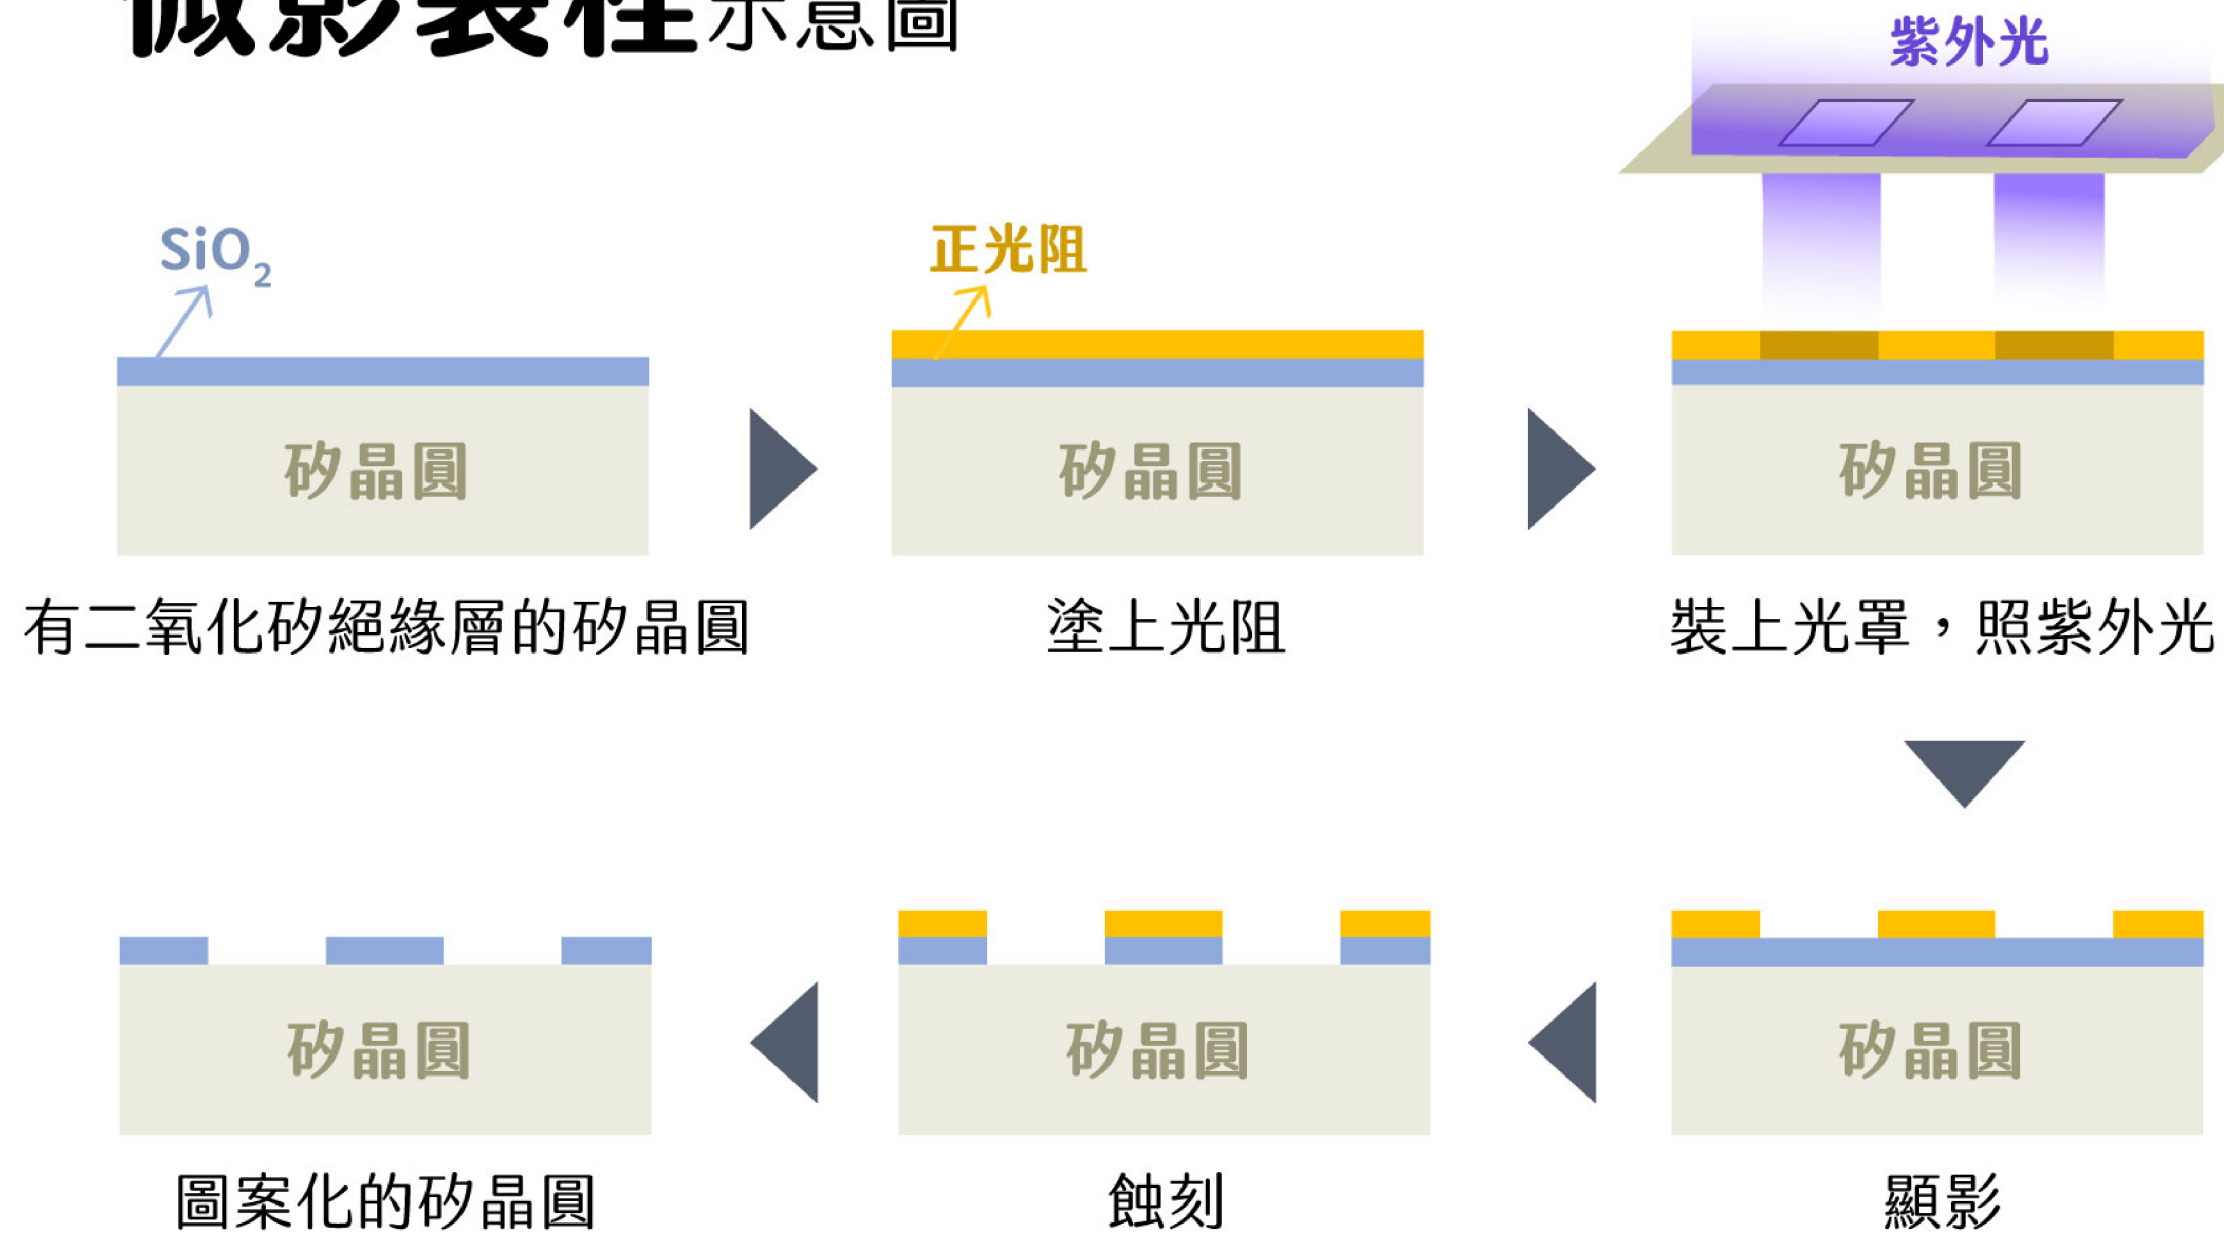 微影製程示意圖
紫外光
SiO₂
正光阻
矽晶圓
矽晶圓
矽晶圓
有二氧化矽絕緣層的矽晶圓
塗上光阻
裝上光罩，照紫外光
矽晶圓
矽晶圓
矽晶圓
圖案化的矽晶圓
蝕刻
顯影